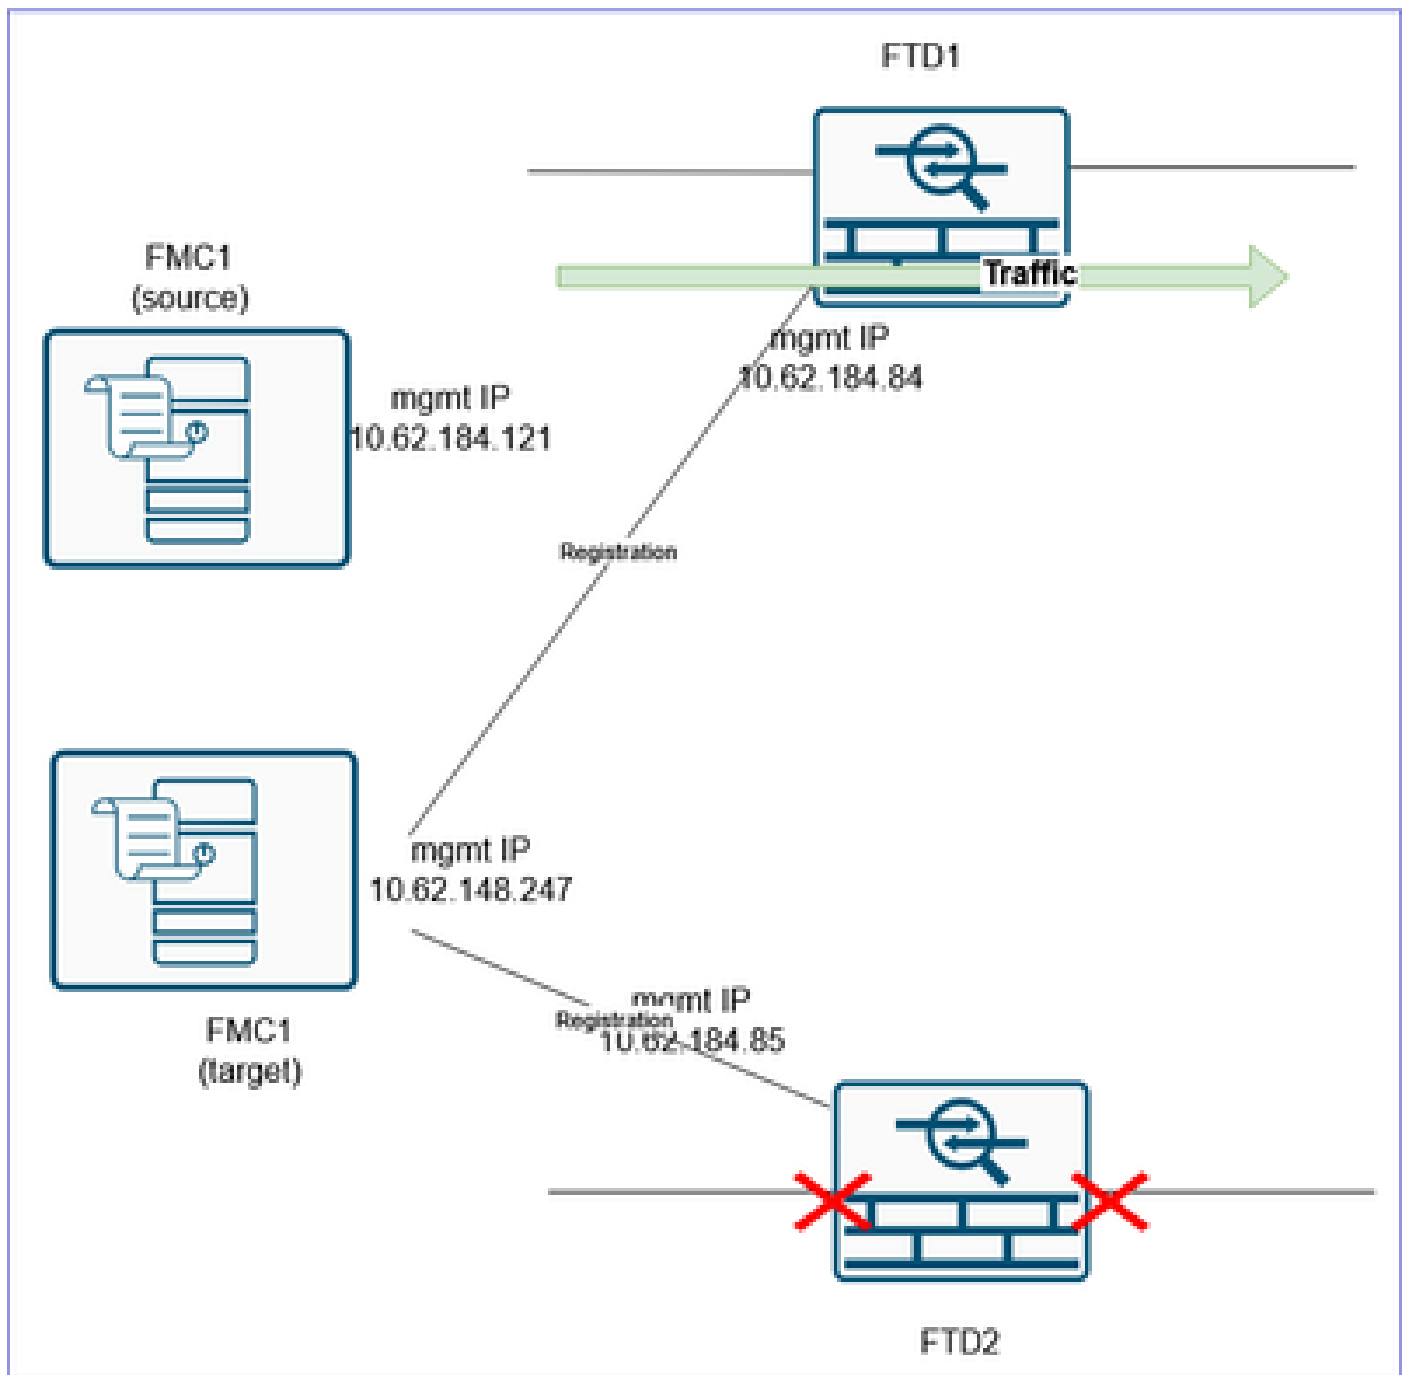 FTD1
FMC1
(source)
Traffic
mgmt IP
10.62.184.84
mgmt IP
10.62.184.121
Registration
mgmt IP
10.62.148.247
mgmt IP
Registration
10.62.184.85
FMC1
(target)
FTD2